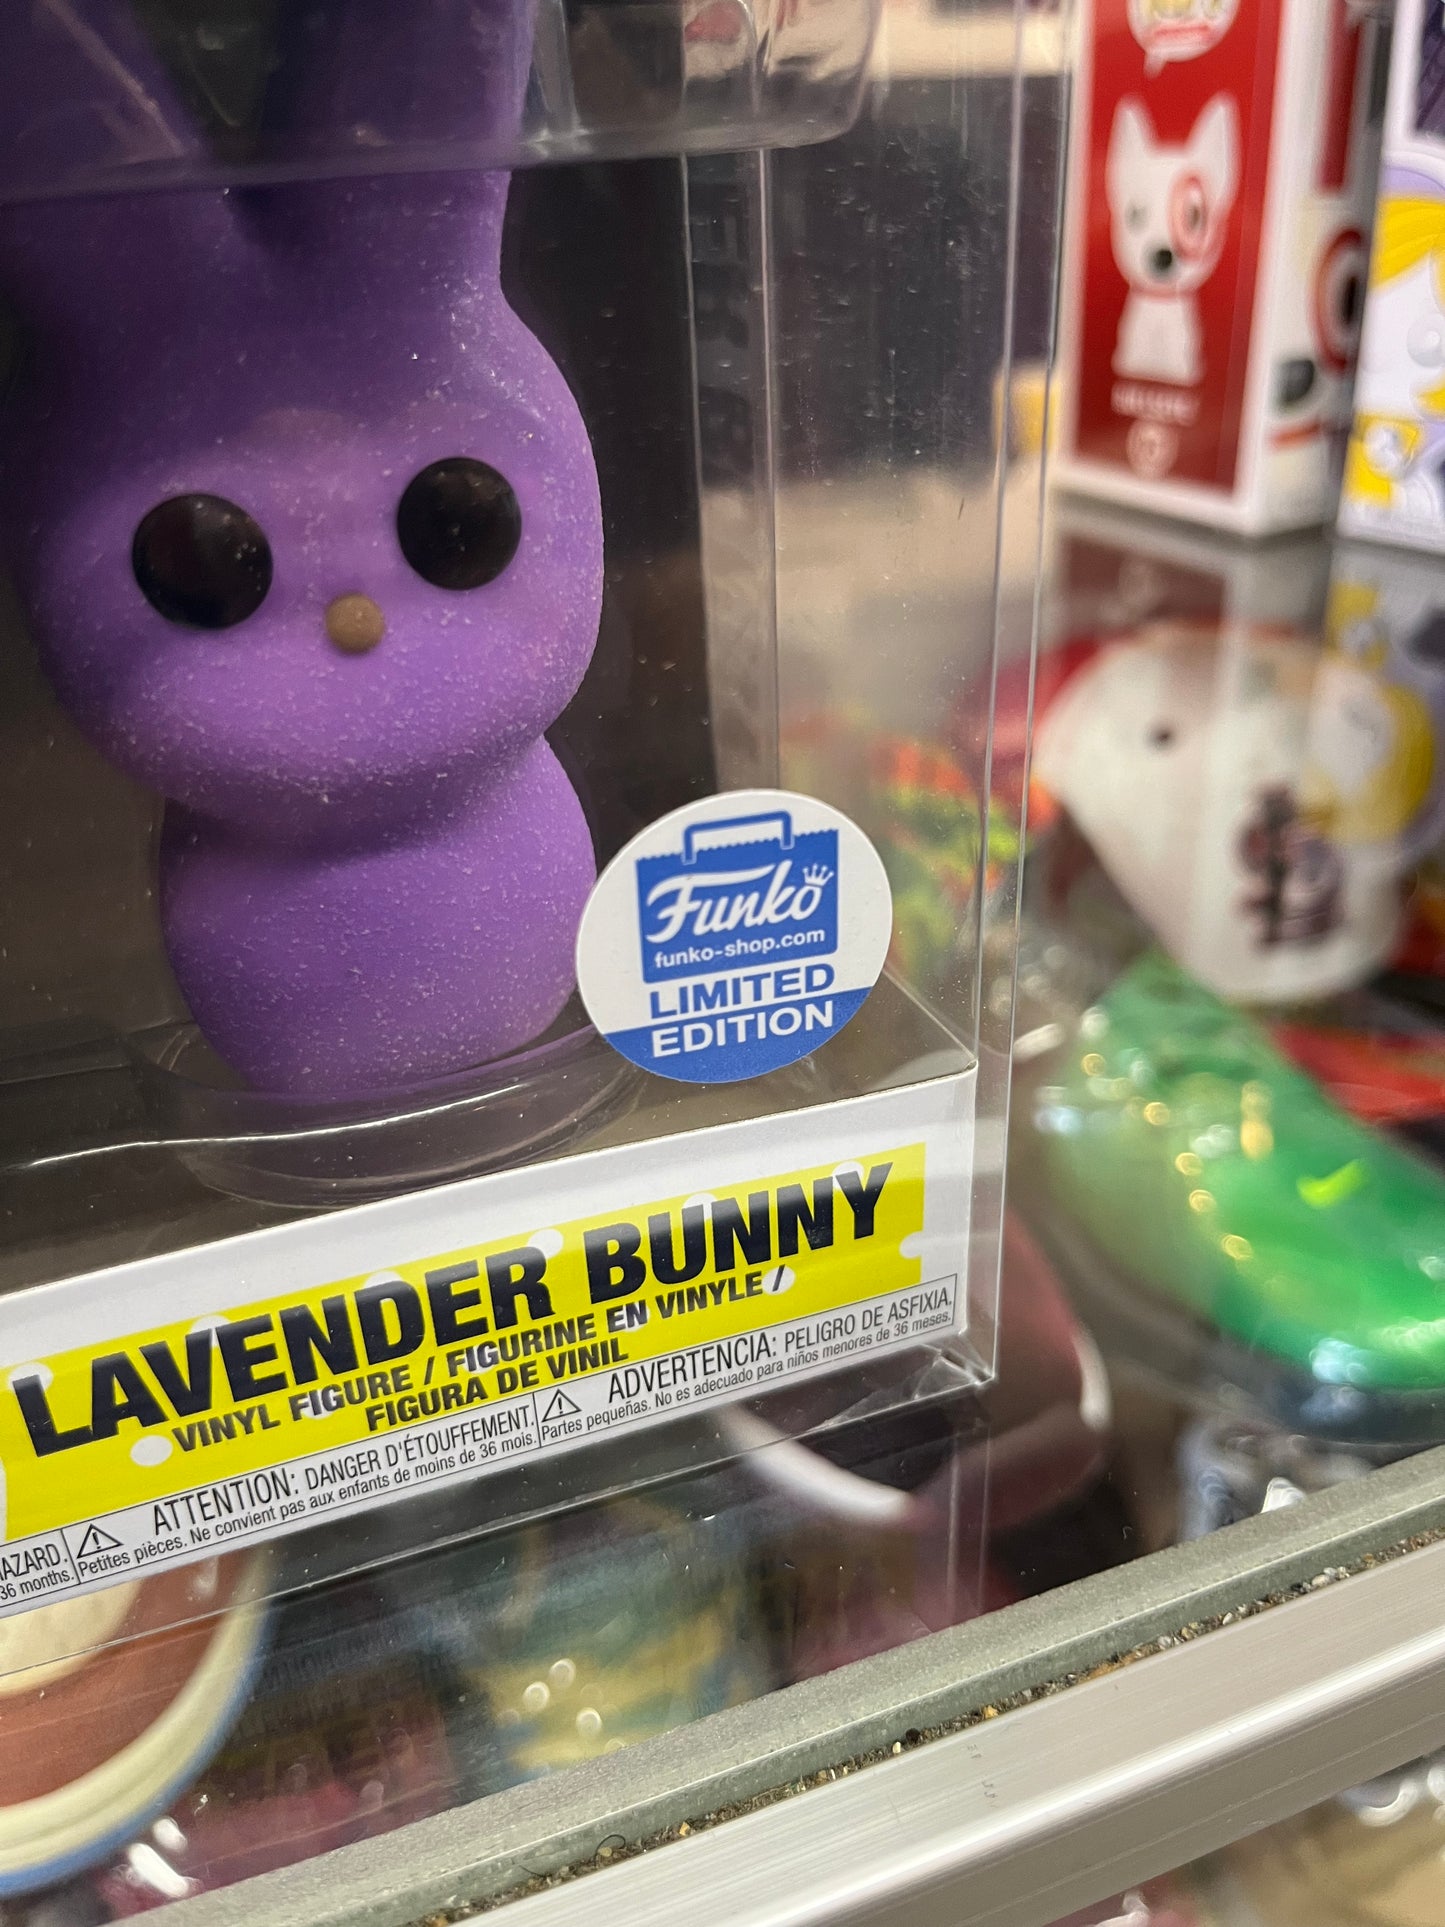 Funko
funko-shop.com
LIMITED
EDITION
LAVENDER BUNNY
VINYL FIGURE / FIGURINE EN VINYLE /
FIGURA DE VINIL
HAZARD.
36 months.
ATTENTION: DANGER D'ÉTOUFFEMENT.
Petites pièces. Ne convient pas aux enfants de moins de 36 mois.
ADVERTENCIA: PELIGRO DE ASFIXIA.
Partes pequeñas. No es adecuado para niños menores de 36 meses.